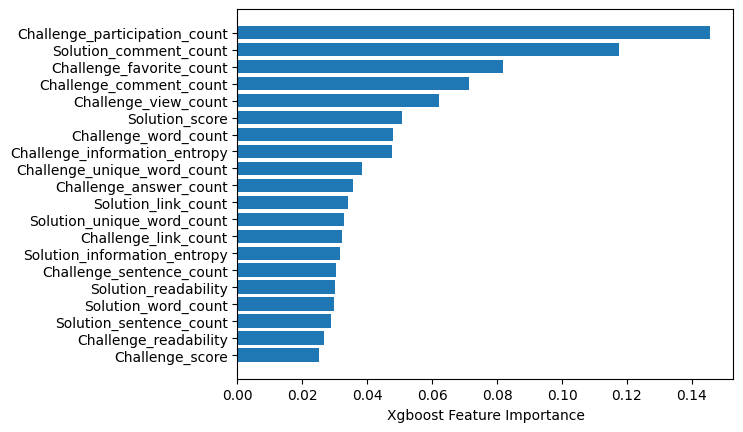 Challenge_participation_count
Solution_comment_count
Challenge_favorite_count
Challenge_comment_count
Challenge_view_count
Solution_score
Challenge_word_count
Challenge_information_entropy
Challenge_unique_word_count
Challenge_answer_count
Solution_link_count
Solution_unique_word_count
Challenge_link_count
Solution_information_entropy
Challenge_sentence_count
Solution_readability
Solution_word_count
Solution_sentence_count
Challenge_readability
Challenge_score
0.00 0.02 0.04 0.06 0.08 0.10 0.12 0.14
Xgboost Feature Importance